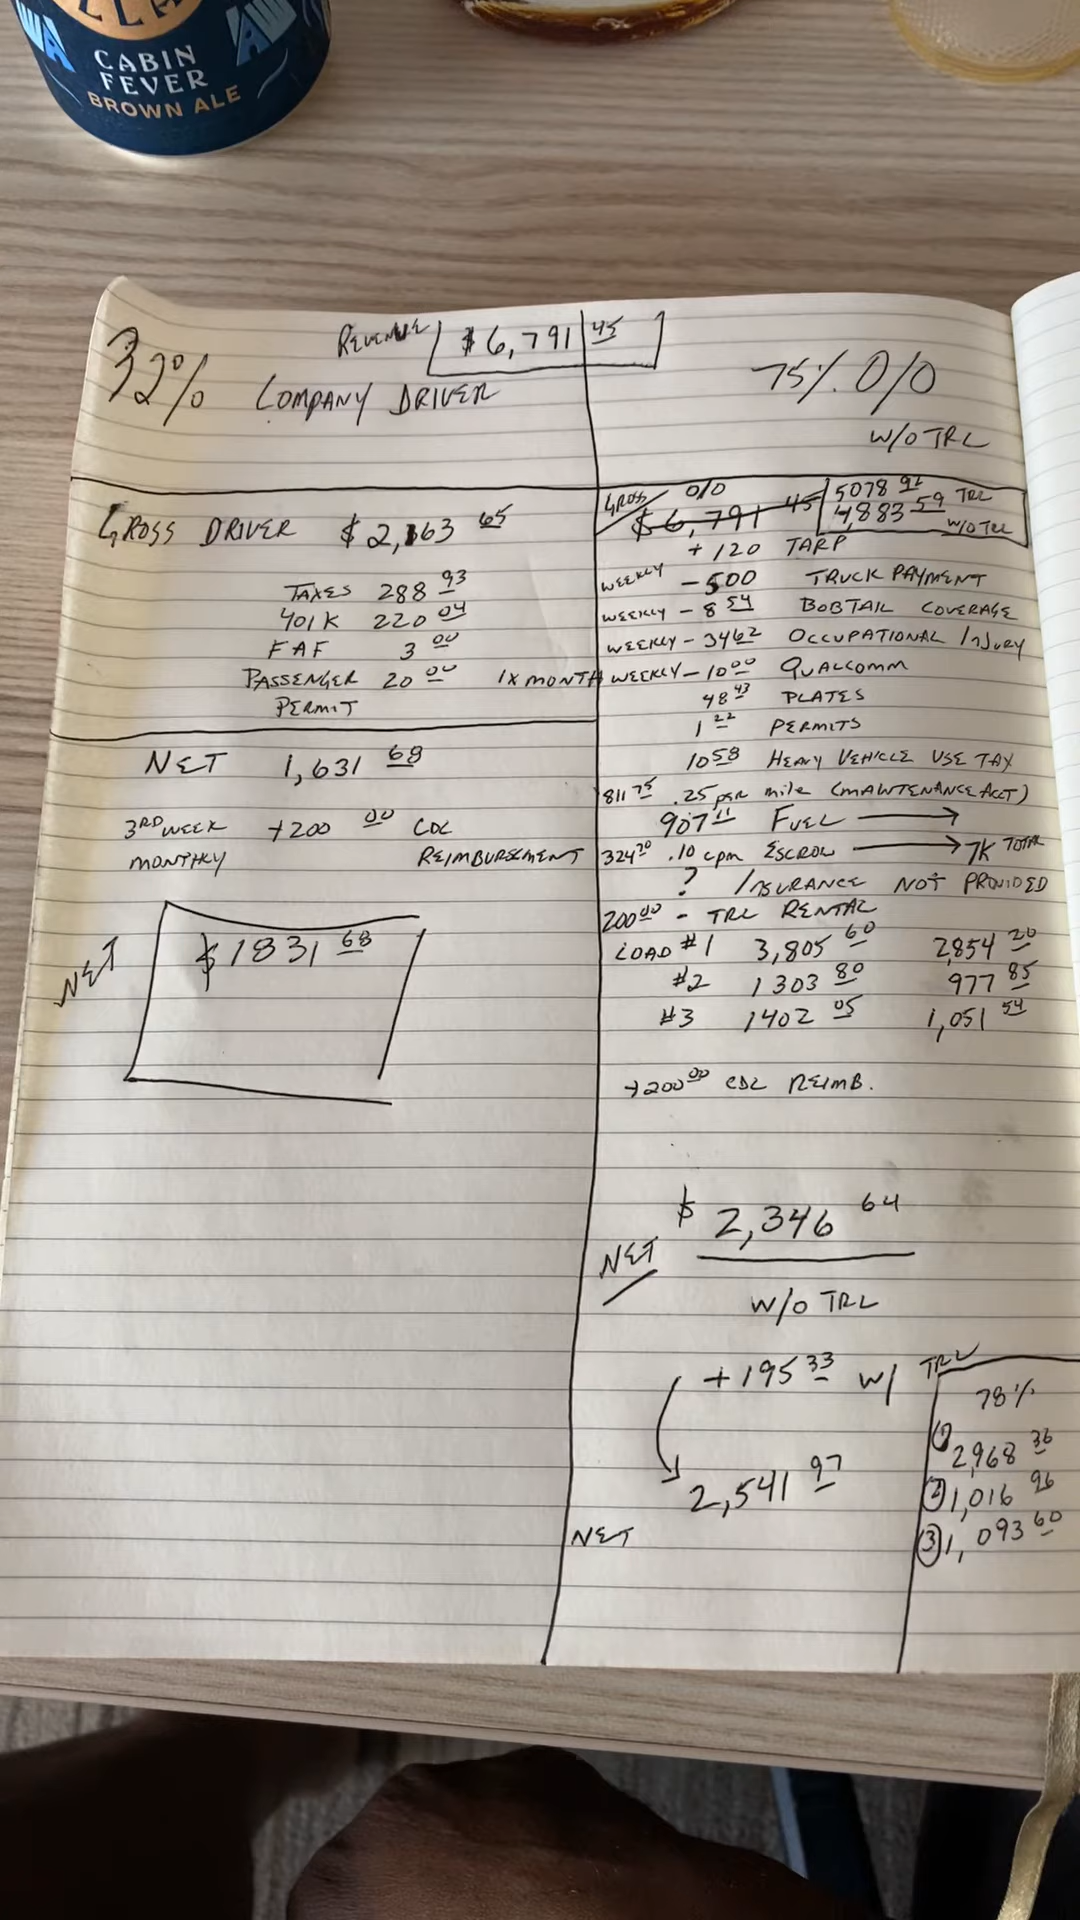 CABIN
FEVER
BROWN ALE
REVENUE $6,791 45
32% COMPANY DRIVER
75% O/O
W/O TRL
GROSS DRIVER $2,163 65
TAXES 288 93
401K 220 04
FAF 3 00
PASSENGER 20 00 1X MONTH
PERMIT
NET 1,631 68
3RD WEEK +200 00 CDL
MONTHLY REIMBURSEMENT
NET $1831 68
GROSS O/O
$6,791 45
5078 92 TRL
4,883 59 W/O TRL
+120 TARP
WEEKLY -500 TRUCK PAYMENT
WEEKLY - 8 54 BOBTAIL COVERAGE
WEEKLY - 34 62 OCCUPATIONAL INJURY
WEEKLY - 10 00 QUALCOMM
48 43 PLATES
1 22 PERMITS
10 58 HEAVY VEHICLE USE TAX
811 75 .25 per mile (MAINTENANCE ACCT)
907 11 FUEL →
324 20 .10 cpm ESCROW → 7K TOTAL
? INSURANCE NOT PROVIDED
200 00 - TRL RENTAL
LOAD #1 3,805 60 2,854 20
#2 1303 80 977 85
#3 1402 05 1,051 54
+200 00 CDL REIMB.
$ 2,346 64
NET
W/O TRL
+195 33 W/ TRL
2,541 97
NET
78%
① 2,968 36
② 1,016 96
③ 1,093 60